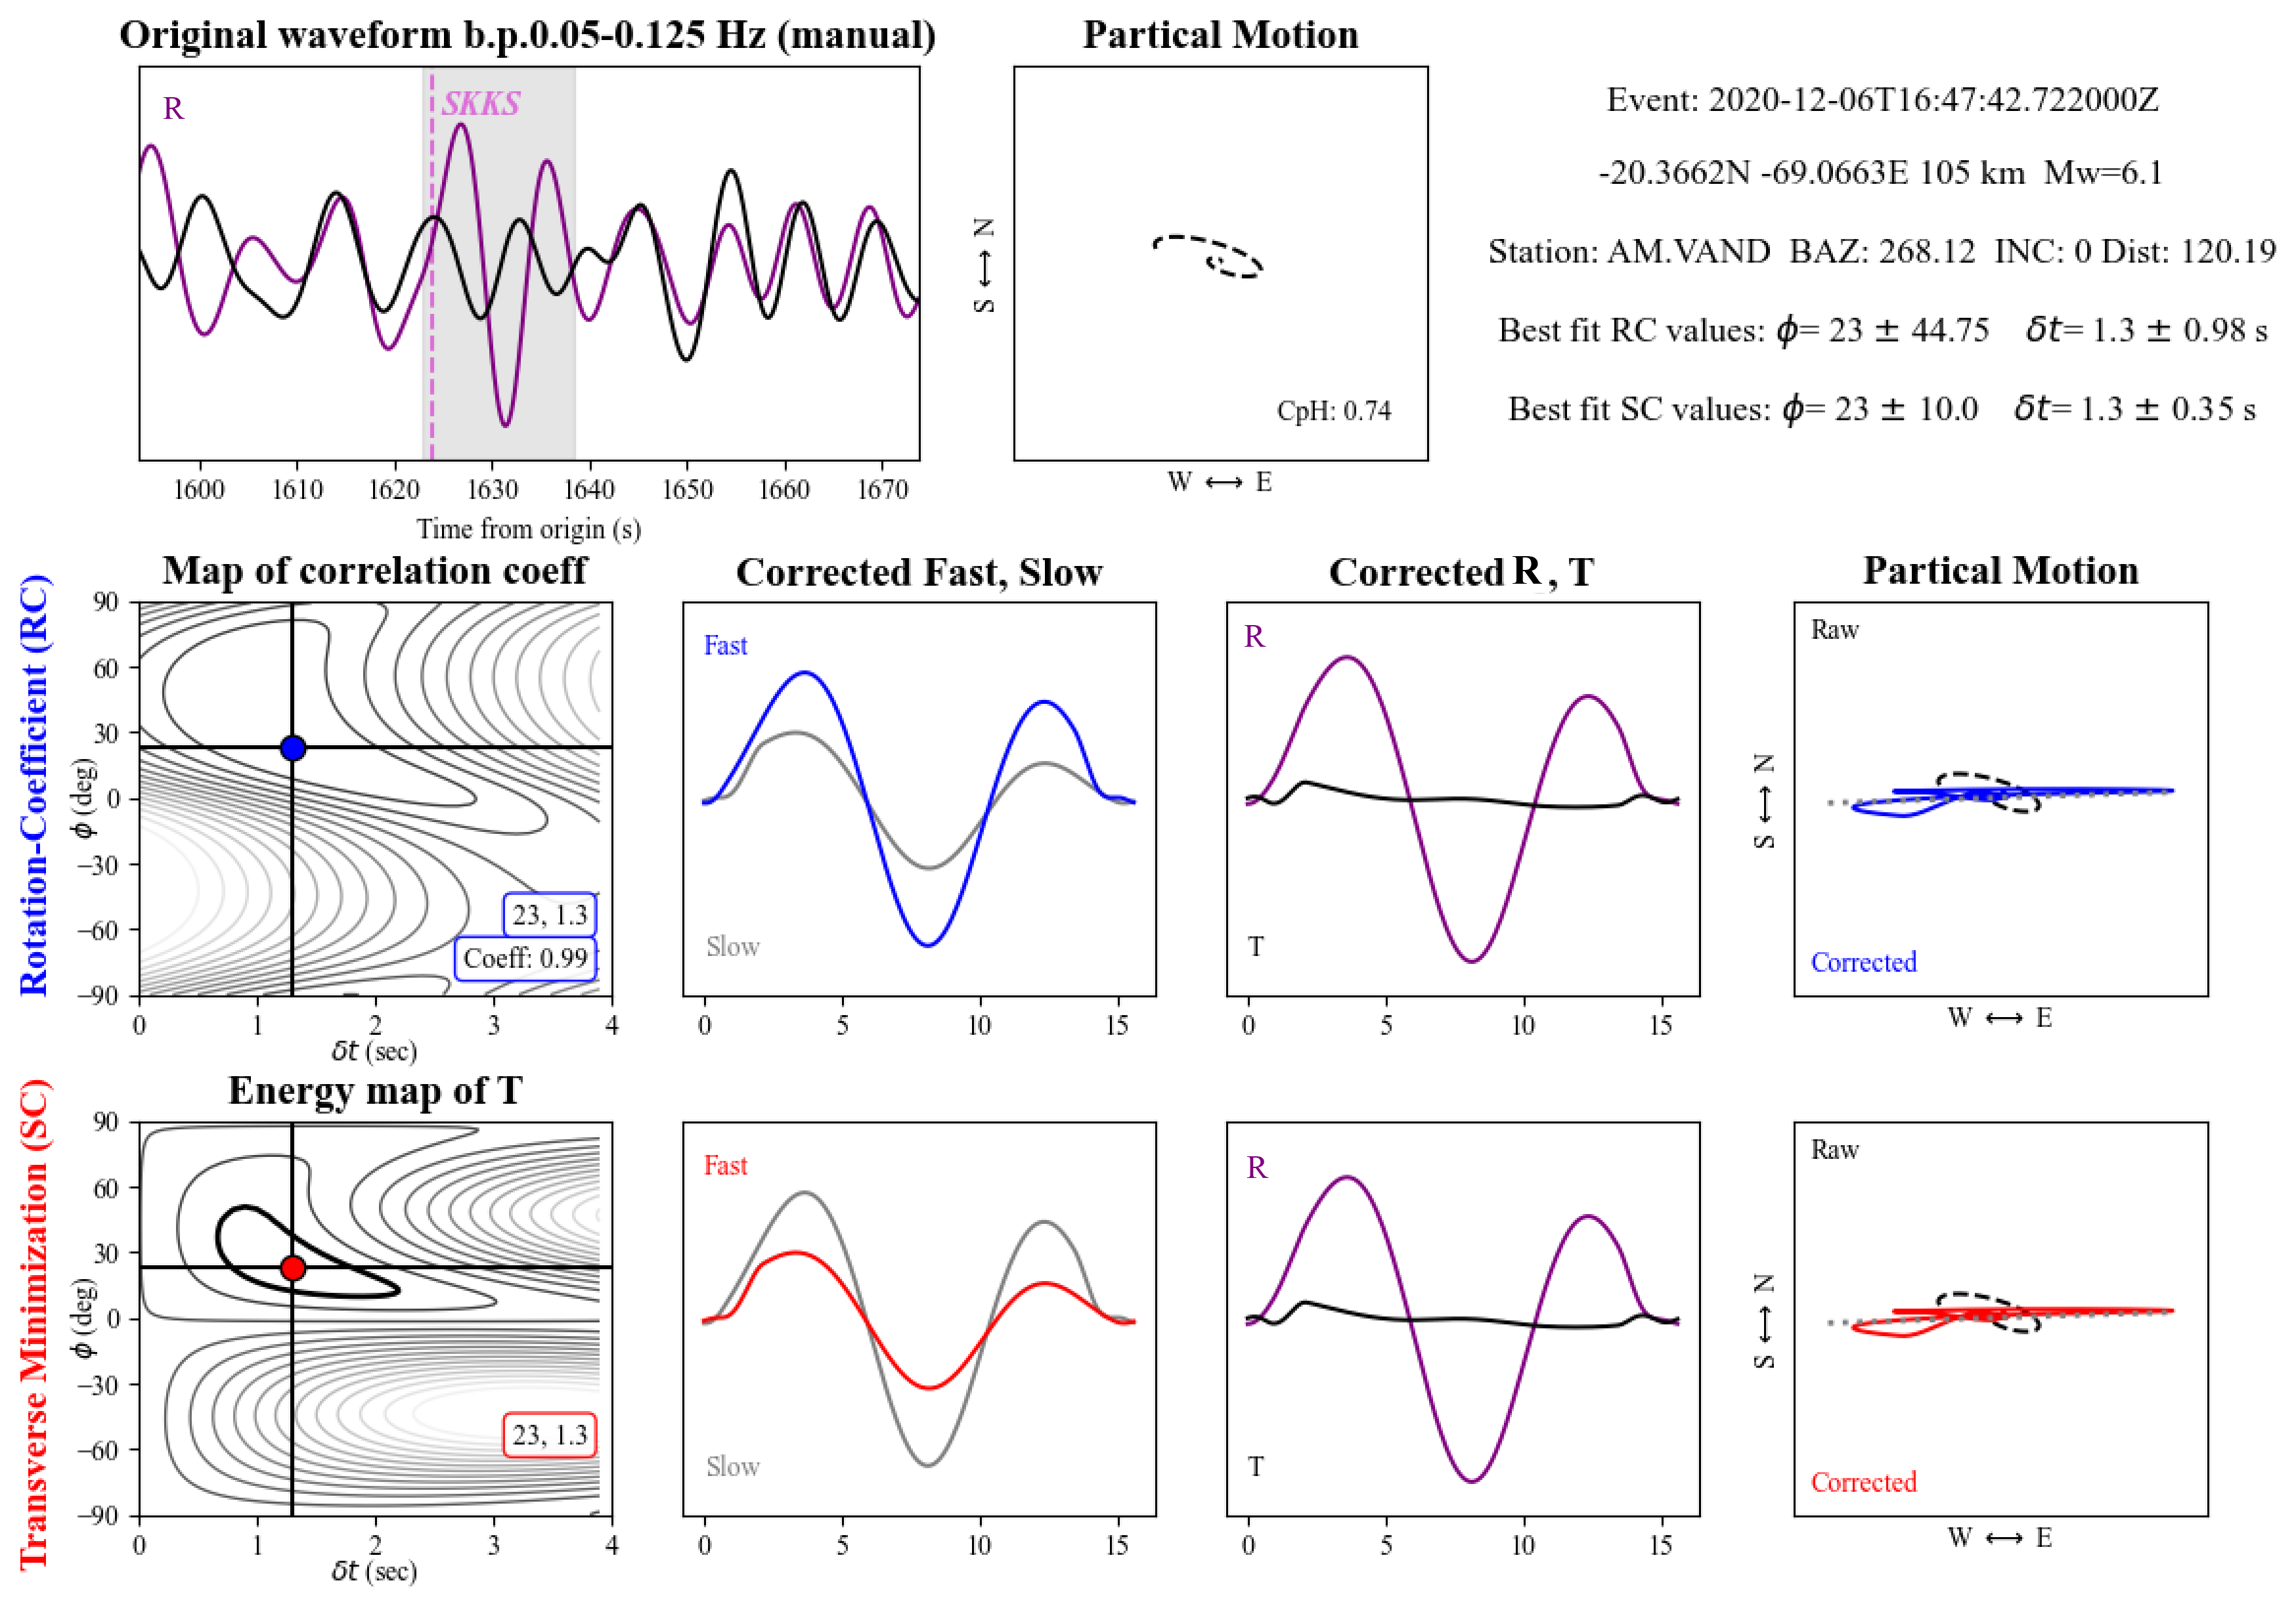 Original waveform b.p.0.05-0.125 Hz (manual)
R
SKKS
1600 1610 1620 1630 1640 1650 1660 1670
Time from origin (s)
Partical Motion
S ⟷ N
CpH: 0.74
W ⟷ E
Event: 2020-12-06T16:47:42.722000Z
-20.3662N -69.0663E 105 km Mw=6.1
Station: AM.VAND BAZ: 268.12 INC: 0 Dist: 120.19
Best fit RC values: ϕ= 23 ± 44.75 δt= 1.3 ± 0.98 s
Best fit SC values: ϕ= 23 ± 10.0 δt= 1.3 ± 0.35 s
Rotation-Coefficient (RC)
Map of correlation coeff
ϕ (deg)
90
60
30
0
−30
−60
−90
23, 1.3
Coeff: 0.99
0 1 2 3 4
δt (sec)
Corrected Fast, Slow
Fast
Slow
0 5 10 15
Corrected R, T
R
T
0 5 10 15
Partical Motion
Raw
S ⟷ N
Corrected
W ⟷ E
Transverse Minimization (SC)
Energy map of T
ϕ (deg)
90
60
30
0
−30
−60
−90
23, 1.3
0 1 2 3 4
δt (sec)
Fast
Slow
0 5 10 15
R
T
0 5 10 15
Raw
S ⟷ N
Corrected
W ⟷ E